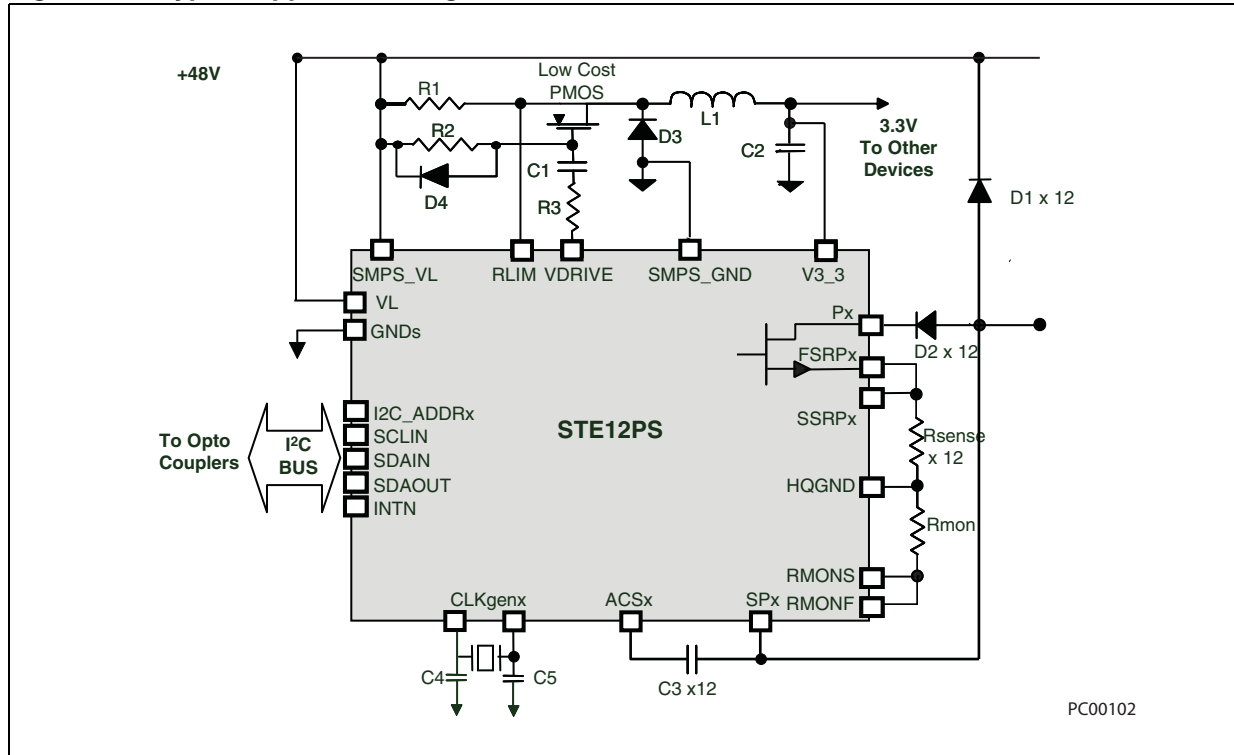 +48V
Low Cost
PMOS
R1
R2
D4
C1
R3
D3
L1
C2
3.3V
To Other
Devices
D1 x 12
SMPS_VL
RLIM
VDRIVE
SMPS_GND
V3_3
VL
GNDs
Px
D2 x 12
FSRPx
SSRPx
I2C_ADDRx
SCLIN
SDAIN
SDAOUT
INTN
To Opto
Couplers
I²C
BUS
STE12PS
Rsense
x 12
HQGND
Rmon
RMONS
RMONF
CLKgenx
ACSx
SPx
C4
C5
C3 x12
PC00102